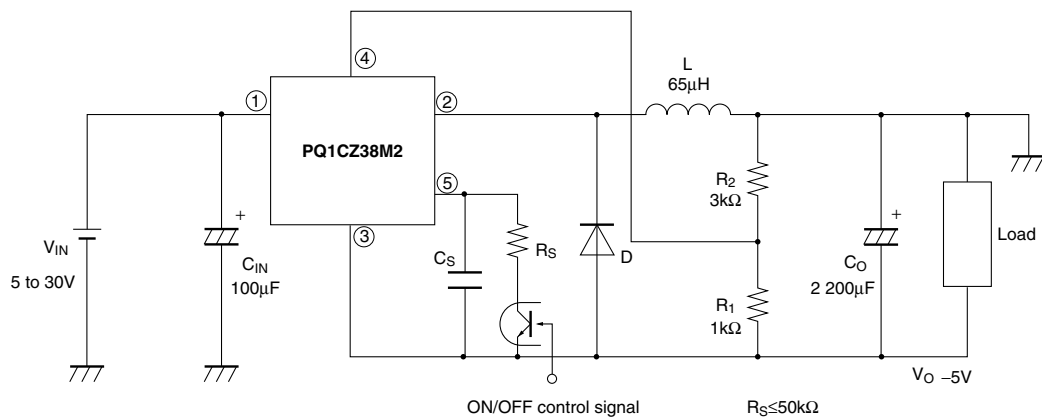 ④
L
65μH
①
②
PQ1CZ38M2
R2
3kΩ
⑤
③
+
+
VIN
5 to 30V
CIN
100μF
CS
RS
D
CO
2 200μF
Load
R1
1kΩ
VO –5V
ON/OFF control signal
RS≤50kΩ